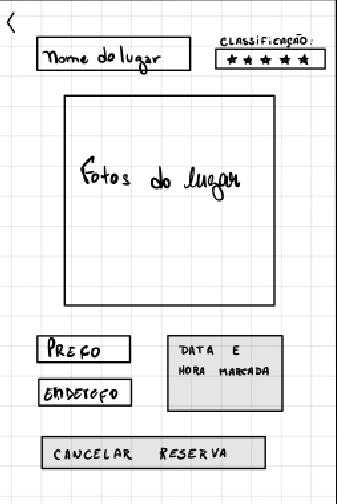 CLASSIFICAÇÃO:
Nome do lugar
Fotos do lugar
PREÇO
DATA E
HORA MARCADA
ENDEREÇO
CANCELAR RESERVA